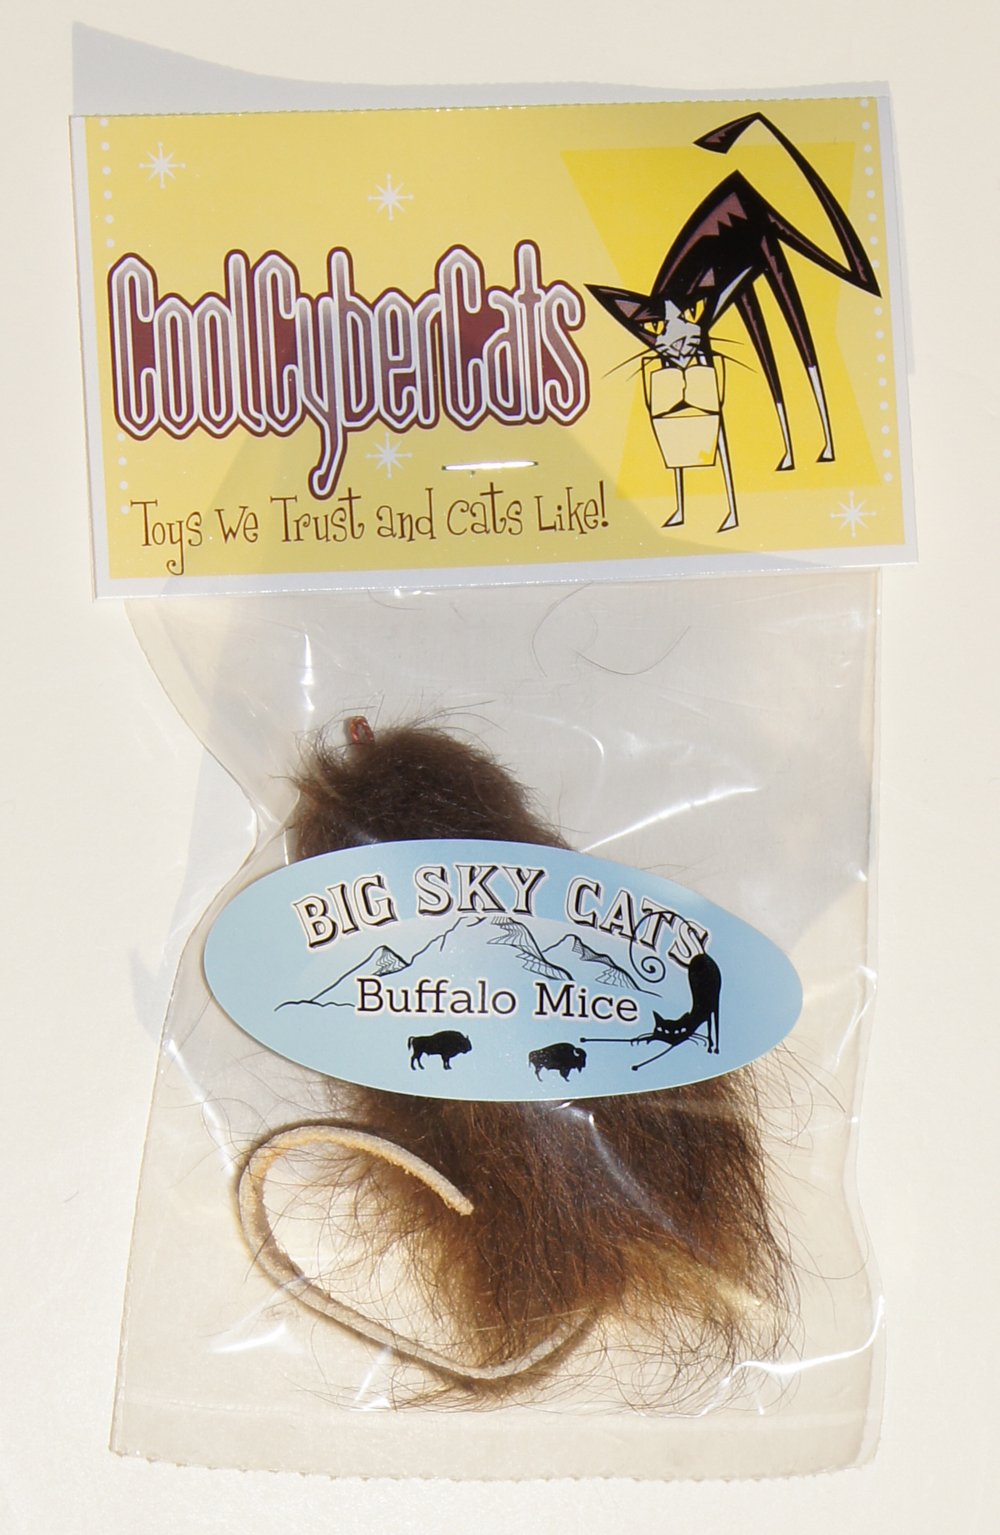 CoolCyberCats
Toys We Trust and Cats Like!
BIG SKY CATS
Buffalo Mice